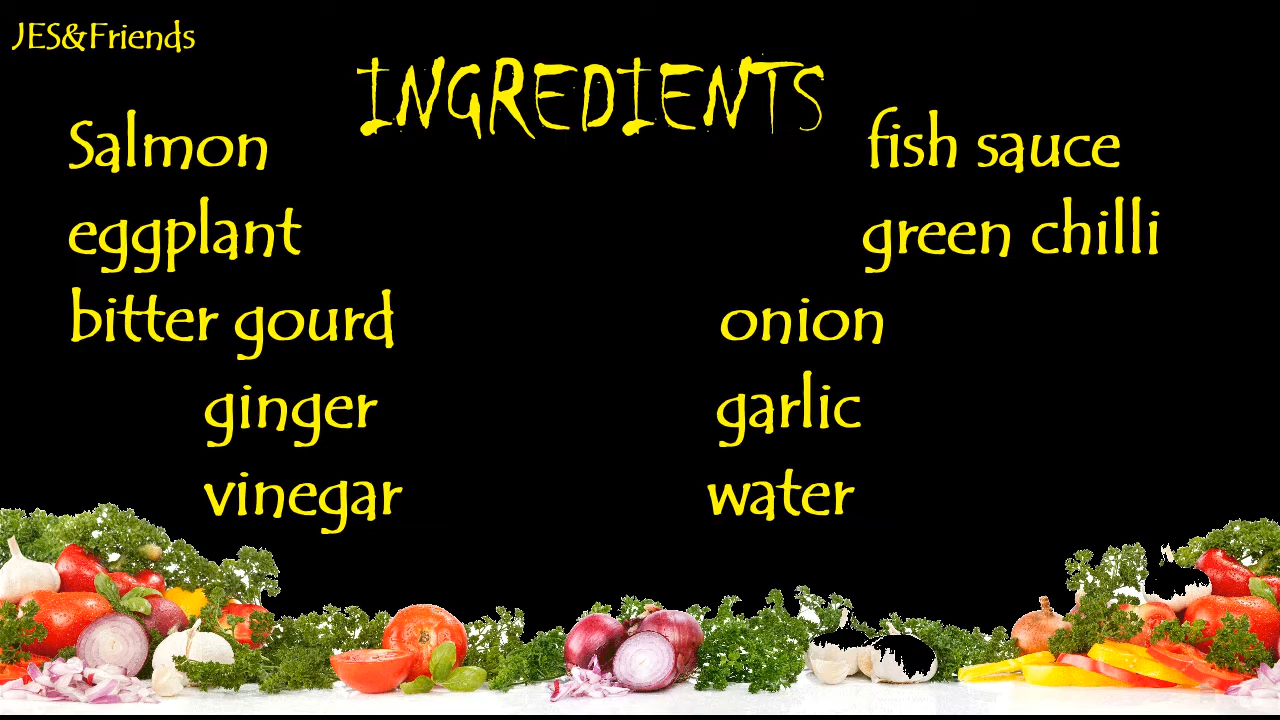 JES&Friends
INGREDIENTS
Salmon
eggplant
bitter gourd
ginger
vinegar
fish sauce
green chilli
onion
garlic
water